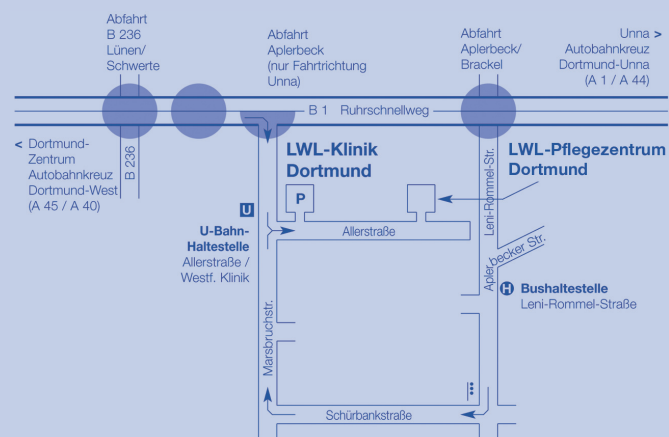 Abfahrt
B 236
Lünen/
Schwerte
Abfahrt
Aplerbeck
(nur Fahrtrichtung
Unna)
Abfahrt
Aplerbeck/
Brackel
Unna >
Autobahnkreuz
Dortmund-Unna
(A 1 / A 44)
B 1 Ruhrschnellweg
< Dortmund-
Zentrum
Autobahnkreuz
Dortmund-West
(A 45 / A 40)
B 236
LWL-Klinik
Dortmund
LWL-Pflegezentrum
Dortmund
Leni-Rommel-Str.
P
U
U-Bahn-
Haltestelle
Allerstraße /
Westf. Klinik
Allerstraße
Aplerbecker Str.
H Bushaltestelle
Leni-Rommel-Straße
Marsbruchstr.
Schürbankstraße